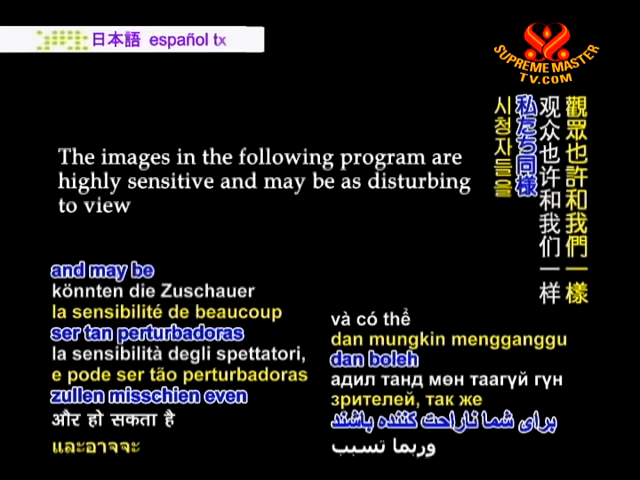 日本語 español tx
SUPREME MASTER
TV.COM
The images in the following program are
highly sensitive and may be as disturbing
to view
觀眾也許和我們一樣
观众也许和我们一样
私たち同様
시청자들을
and may be
könnten die Zuschauer
la sensibilité de beaucoup
ser tan perturbadoras
la sensibilità degli spettatori,
e pode ser tão perturbadoras
zullen misschien even
और हो सकता है
และอาจจะ
và có thể
dan mungkin mengganggu
dan boleh
адил танд мөн таагүй гүн
зрителей, так же
برای شما ناراحت کننده باشند
وربما تسبب